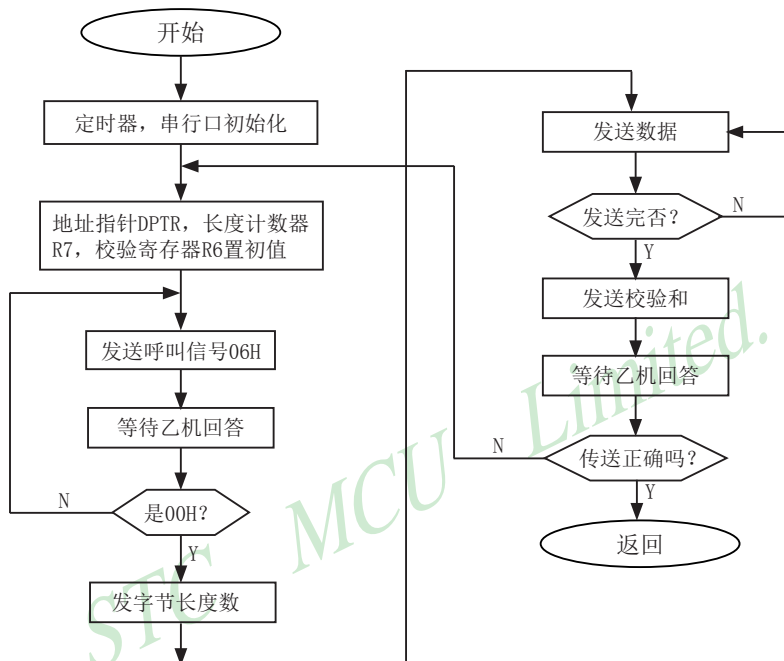 开始
定时器，串行口初始化
地址指针DPTR，长度计数器
R7，校验寄存器R6置初值
发送呼叫信号06H
等待乙机回答
是00H？
N
Y
发字节长度数
发送数据
发送完否？
N
Y
发送校验和
等待乙机回答
传送正确吗？
N
Y
返回
STC MCU Limited.